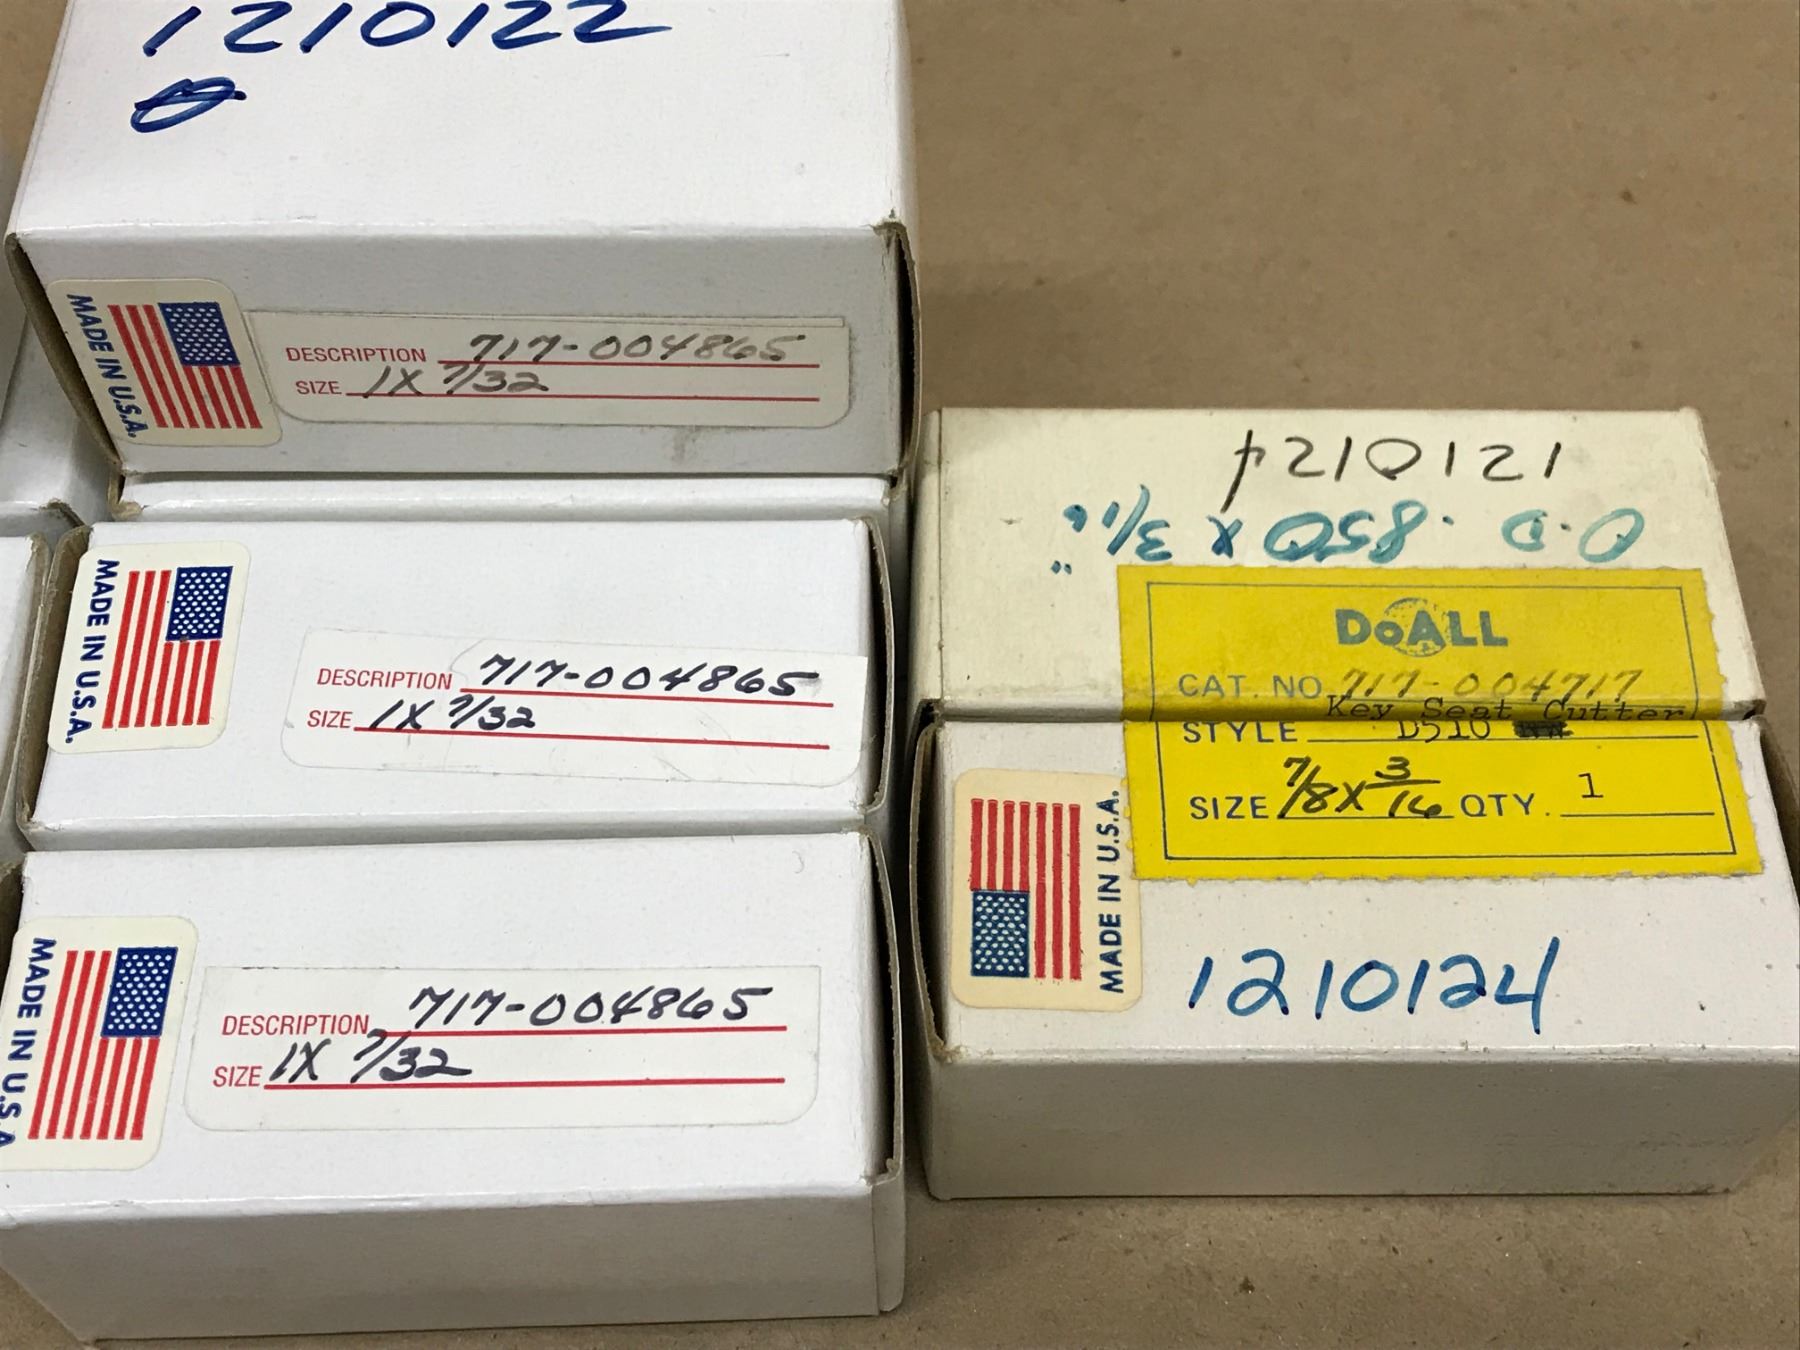 1210122
MADE IN U.S.A.
DESCRIPTION 717-004865
SIZE 1X 7/32
MADE IN U.S.A.
DESCRIPTION 717-004865
SIZE 1X 7/32
MADE IN U.S.A
DESCRIPTION 717-004865
SIZE 1X 7/32
1210124
O.D .850 x 3/16"
DoALL
CAT. NO. 717-004717
Key Seat Cutter
STYLE D510
SIZE 7/8 X 3/16 QTY. 1
MADE IN U.S.A.
1210124